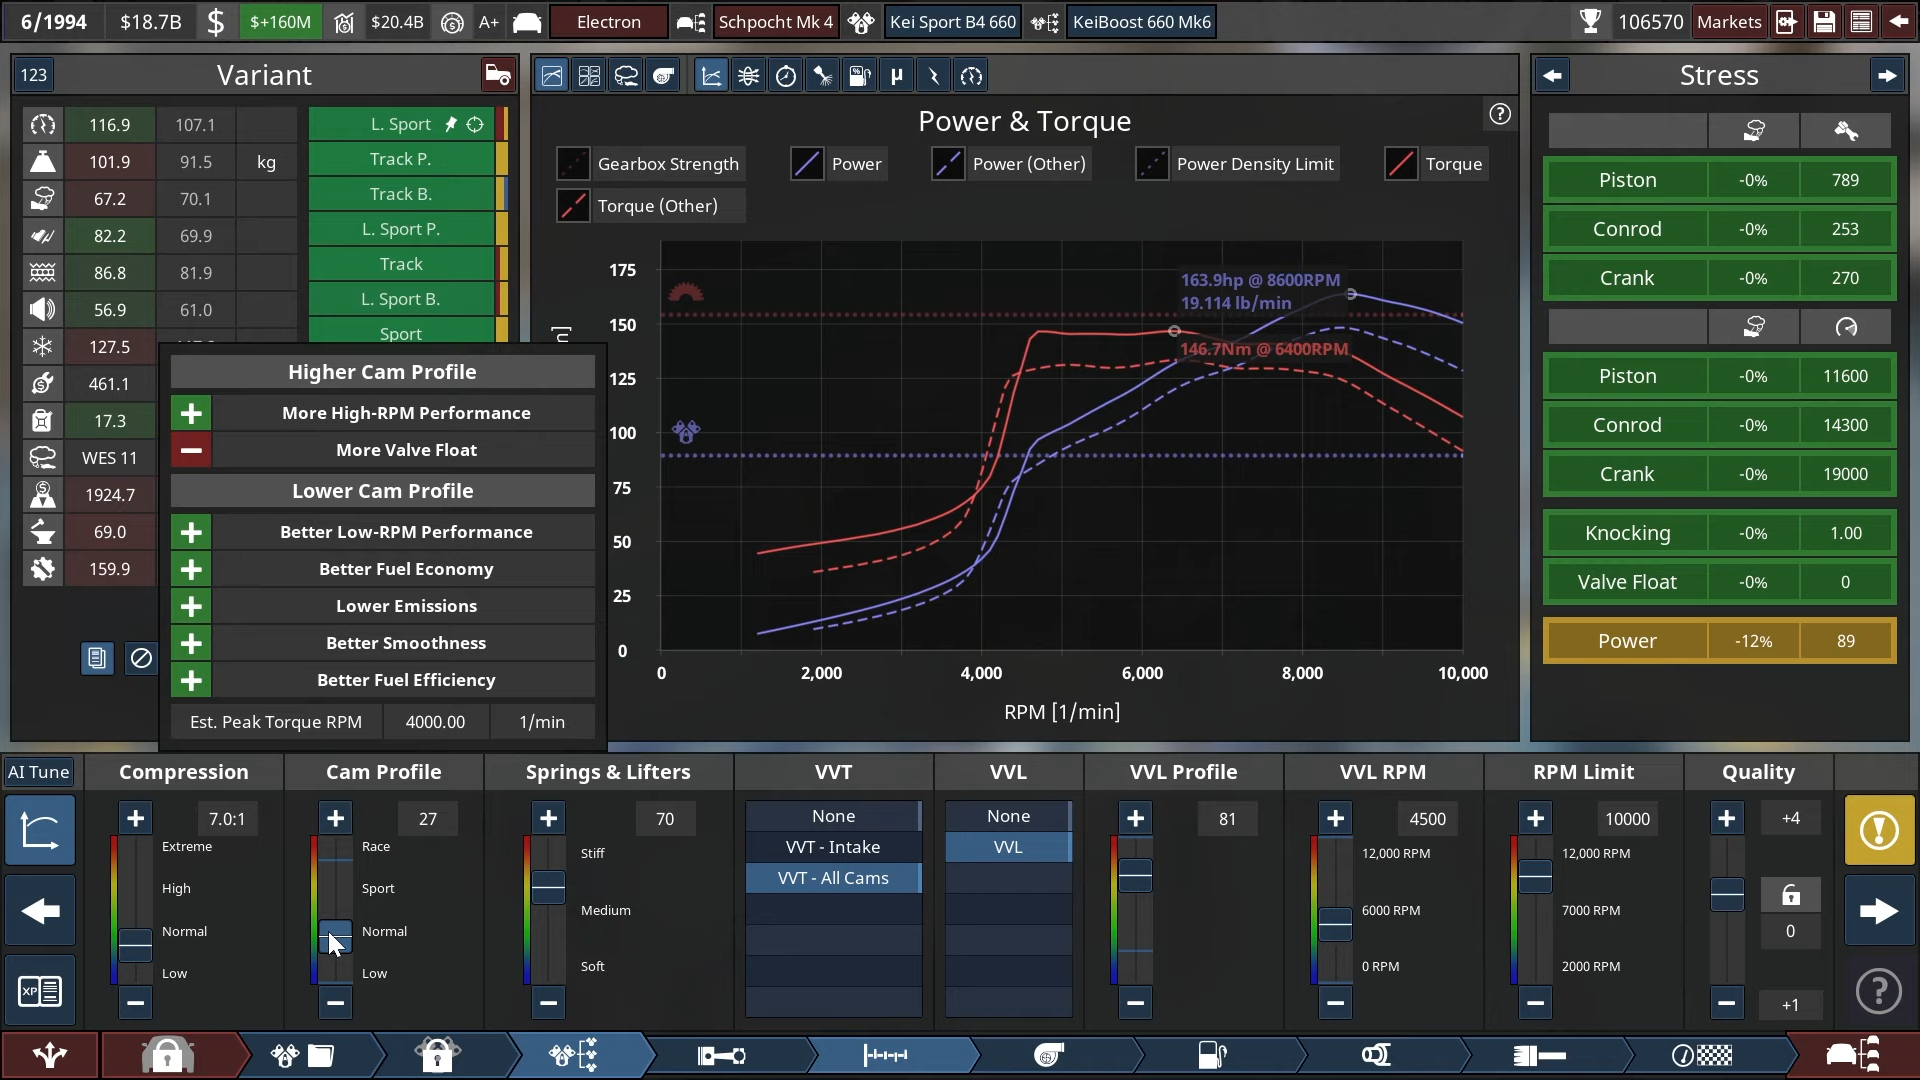 6/1994 $18.7B $+160M $20.4B A+ Electron Schpocht Mk 4 Kei Sport B4 660 KeiBoost 660 Mk6 106570 Markets
123 Variant
116.9 107.1
101.9 91.5 kg
67.2 70.1
82.2 69.9
86.8 81.9
56.9 61.0
127.5
461.1
17.3
WES 11
1924.7
69.0
159.9
L. Sport
Track P.
Track B.
L. Sport P.
Track
L. Sport B.
Sport
Higher Cam Profile
More High-RPM Performance
More Valve Float
Lower Cam Profile
Better Low-RPM Performance
Better Fuel Economy
Lower Emissions
Better Smoothness
Better Fuel Efficiency
Est. Peak Torque RPM 4000.00 1/min
Power & Torque
Gearbox Strength Power Power (Other) Power Density Limit Torque
Torque (Other)
175
150
125
100
75
50
25
0
163.9hp @ 8600RPM
19.114 lb/min
146.7Nm @ 6400RPM
0 2,000 4,000 6,000 8,000 10,000
RPM [1/min]
Stress
Piston -0% 789
Conrod -0% 253
Crank -0% 270
Piston -0% 11600
Conrod -0% 14300
Crank -0% 19000
Knocking -0% 1.00
Valve Float -0% 0
Power -12% 89
AI Tune Compression Cam Profile Springs & Lifters VVT VVL VVL Profile VVL RPM RPM Limit Quality
7.0:1
Extreme
High
Normal
Low
27
Race
Sport
Normal
Low
70
Stiff
Medium
Soft
None
VVT - Intake
VVT - All Cams
None
VVL
81
4500
12,000 RPM
6000 RPM
0 RPM
10000
12,000 RPM
7000 RPM
2000 RPM
+4
0
+1
XP